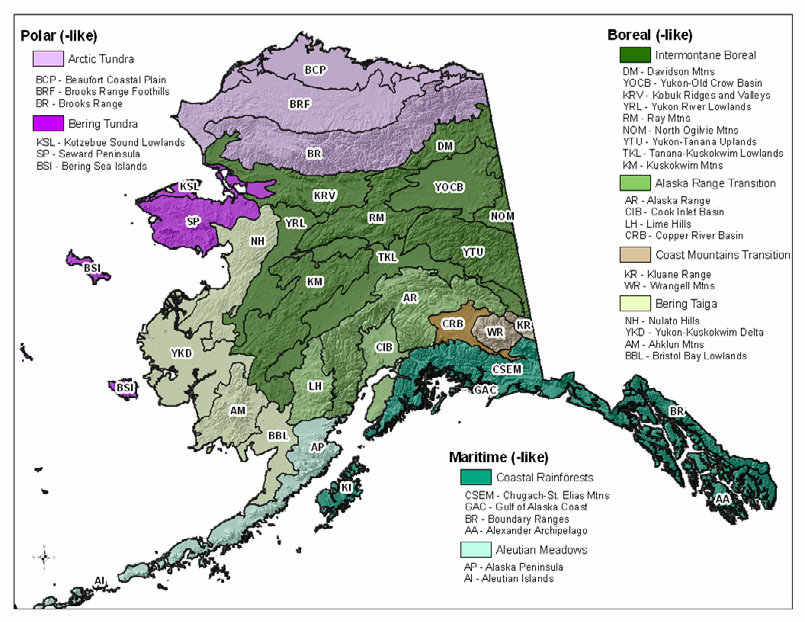 Polar (-like)
Arctic Tundra
BCP - Beaufort Coastal Plain
BRF - Brooks Range Foothills
BR - Brooks Range
Bering Tundra
KSL - Kotzebue Sound Lowlands
SP - Seward Peninsula
BSI - Bering Sea Islands
Boreal (-like)
Intermontane Boreal
DM - Davidson Mtns
YOCB - Yukon-Old Crow Basin
KRV - Kobuk Ridges and Valleys
YRL - Yukon River Lowlands
RM - Ray Mtns
NOM - North Ogilvie Mtns
YTU - Yukon-Tanana Uplands
TKL - Tanana-Kuskokwim Lowlands
KM - Kuskokwim Mtns
Alaska Range Transition
AR - Alaska Range
CIB - Cook Inlet Basin
LH - Lime Hills
CRB - Copper River Basin
Coast Mountains Transition
KR - Kluane Range
WR - Wrangell Mtns
Bering Taiga
NH - Nulato Hills
YKD - Yukon-Kuskokwim Delta
AM - Ahklun Mtns
BBL - Bristol Bay Lowlands
Maritime (-like)
Coastal Rainforests
CSEM - Chugach-St. Elias Mtns
GAC - Gulf of Alaska Coast
BR - Boundary Ranges
AA - Alexander Archipelago
Aleutian Meadows
AP - Alaska Peninsula
AI - Aleutian Islands
BCP
BRF
BR
DM
KSL
KRV
YOCB
SP
YRL
RM
NOM
NH
TKL
YTU
BSI
KM
AR
CRB
WR
KR
YKD
CIB
CSEM
BSI
LH
GAC
AM
BBL
AP
BR
KI
AA
AI